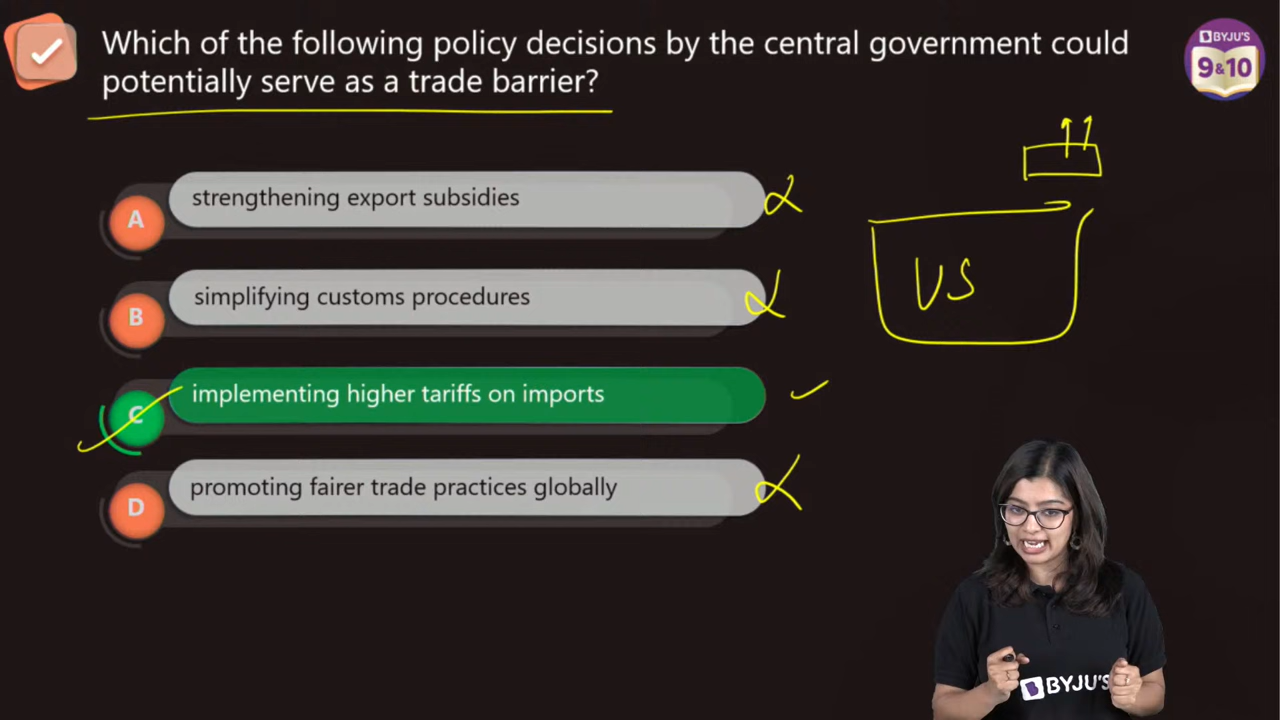 Which of the following policy decisions by the central government could
potentially serve as a trade barrier?
BYJU'S
9&10
A
strengthening export subsidies
B
simplifying customs procedures
US
C
implementing higher tariffs on imports
D
promoting fairer trade practices globally
BYJU'S